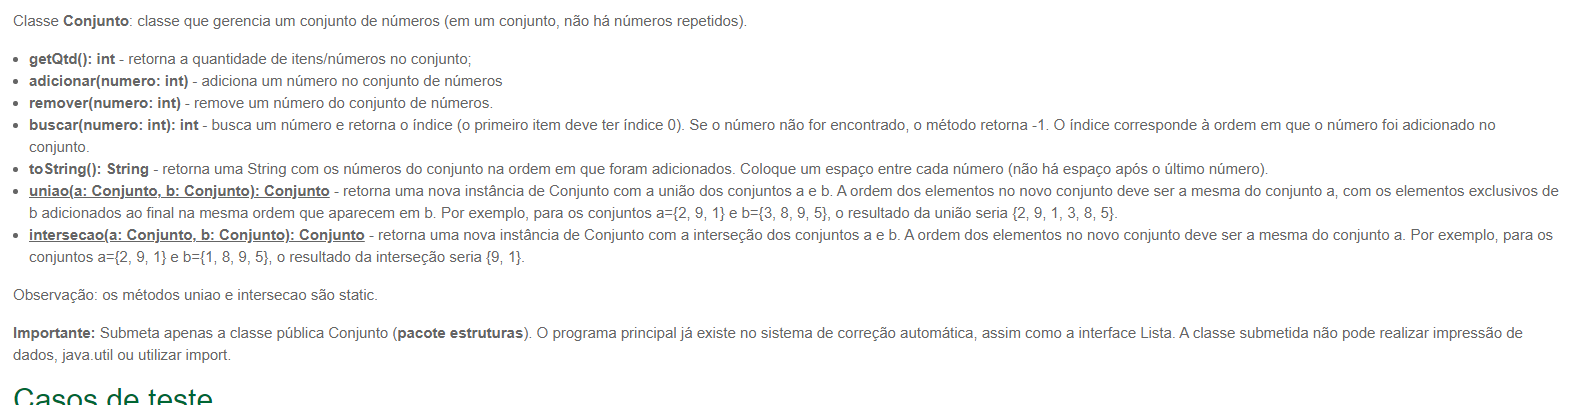 Classe Conjunto: classe que gerencia um conjunto de números (em um conjunto, não há números repetidos).
• getQtd(): int - retorna a quantidade de itens/números no conjunto;
• adicionar(numero: int) - adiciona um número no conjunto de números
• remover(numero: int) - remove um número do conjunto de números.
• buscar(numero: int): int - busca um número e retorna o índice (o primeiro item deve ter índice 0). Se o número não for encontrado, o método retorna -1. O índice corresponde à ordem em que o número foi adicionado no
conjunto.
• toString(): String - retorna uma String com os números do conjunto na ordem em que foram adicionados. Coloque um espaço entre cada número (não há espaço após o último número).
• uniao(a: Conjunto, b: Conjunto): Conjunto - retorna uma nova instância de Conjunto com a união dos conjuntos a e b. A ordem dos elementos no novo conjunto deve ser a mesma do conjunto a, com os elementos exclusivos de
b adicionados ao final na mesma ordem que aparecem em b. Por exemplo, para os conjuntos a={2, 9, 1} e b={3, 8, 9, 5}, o resultado da união seria {2, 9, 1, 3, 8, 5}.
• intersecao(a: Conjunto, b: Conjunto): Conjunto - retorna uma nova instância de Conjunto com a interseção dos conjuntos a e b. A ordem dos elementos no novo conjunto deve ser a mesma do conjunto a. Por exemplo, para os
conjuntos a={2, 9, 1} e b={1, 8, 9, 5}, o resultado da interseção seria {9, 1}.
Observação: os métodos uniao e intersecao são static.
Importante: Submeta apenas a classe pública Conjunto (pacote estruturas). O programa principal já existe no sistema de correção automática, assim como a interface Lista. A classe submetida não pode realizar impressão de
dados, java.util ou utilizar import.
Casos de teste